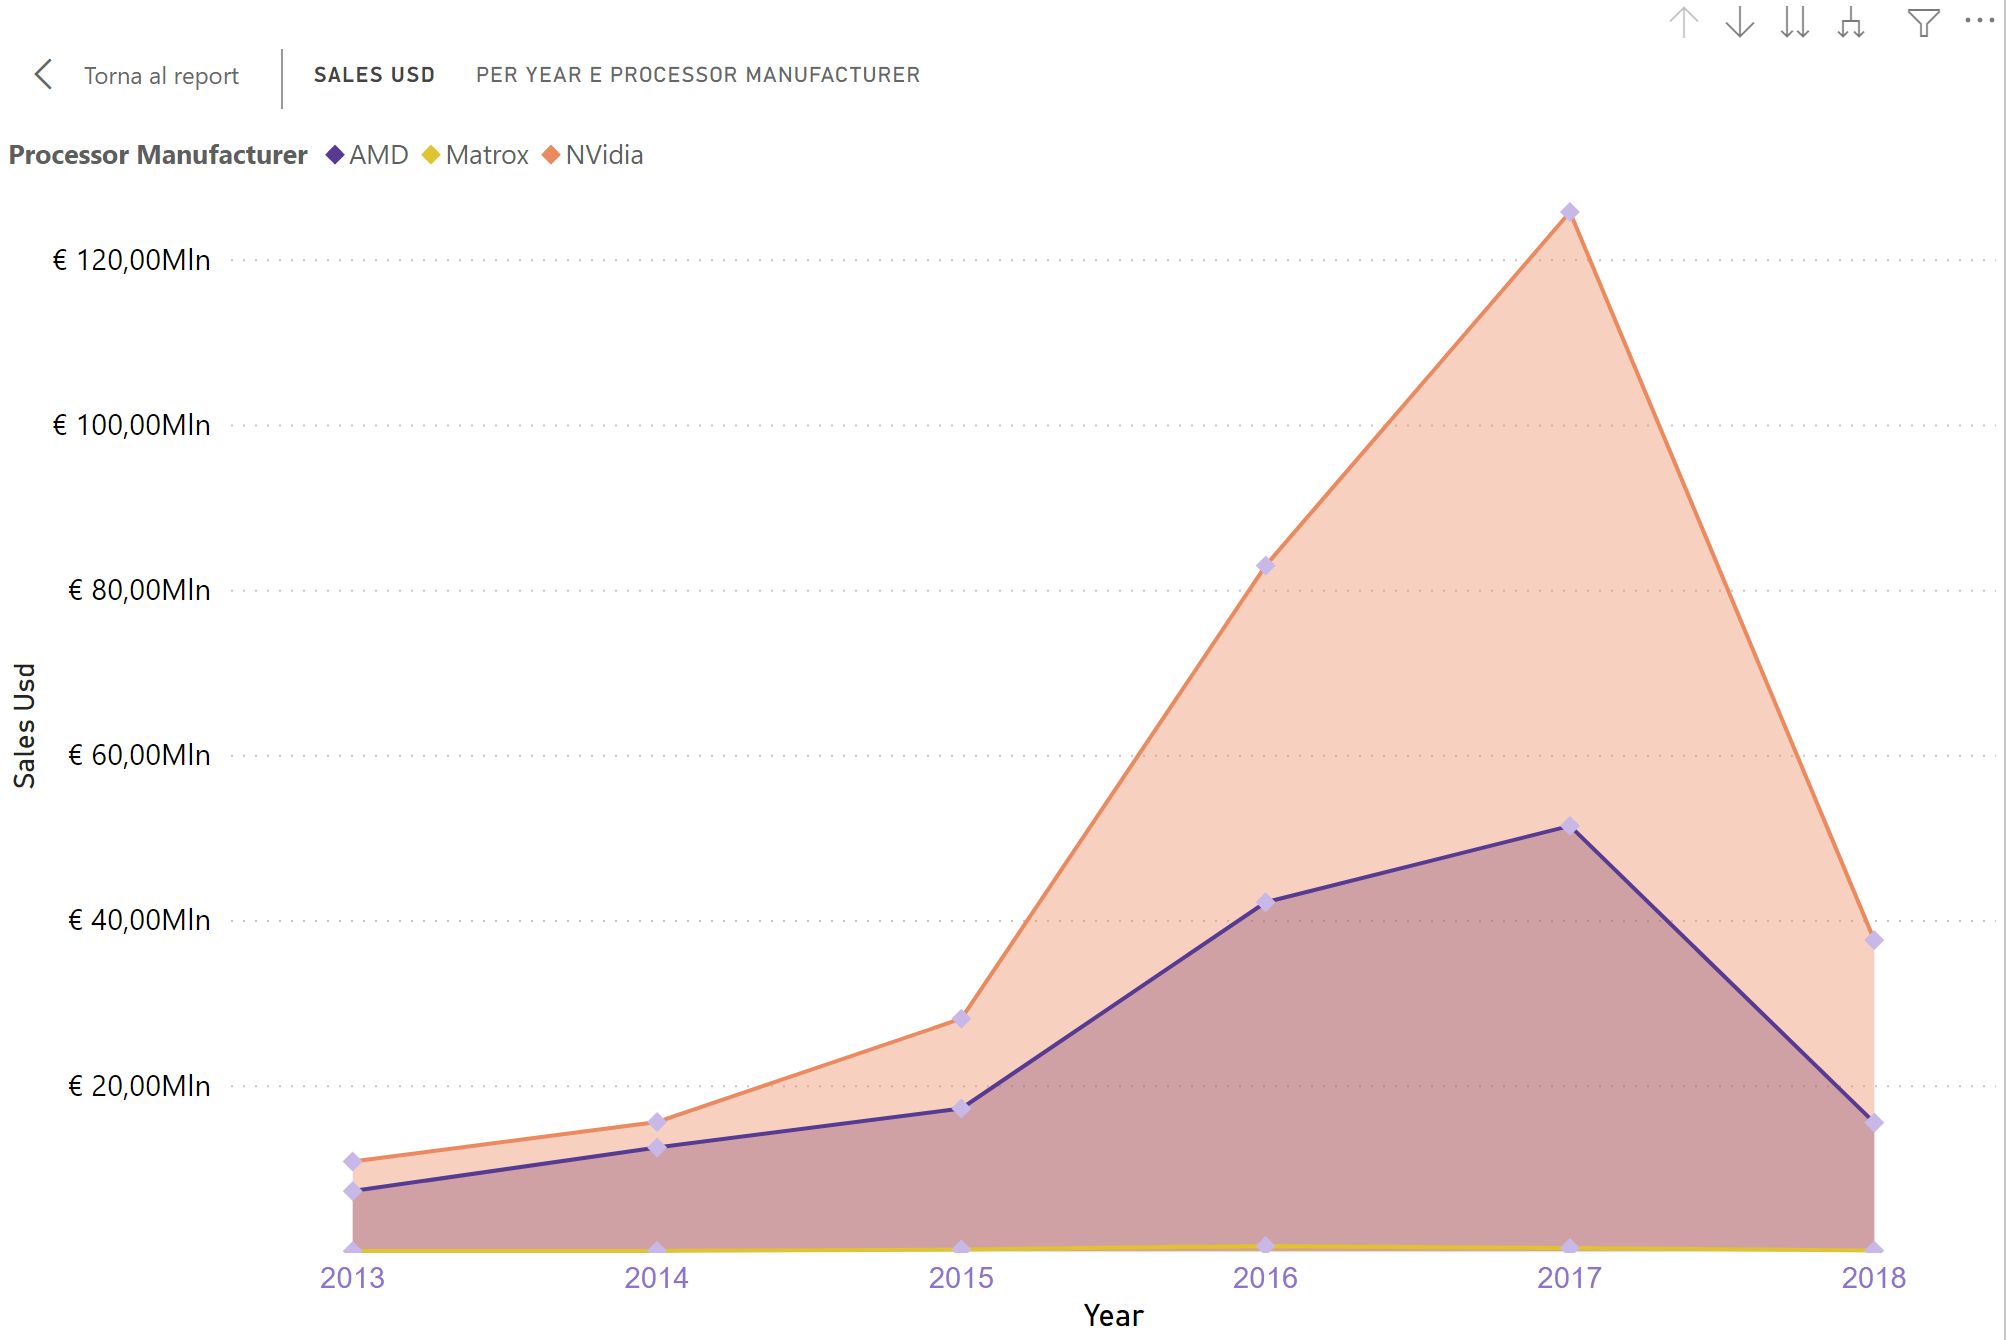 Torna al report
SALES USD PER YEAR E PROCESSOR MANUFACTURER
Processor Manufacturer AMD Matrox NVidia
€ 120,00Mln
€ 100,00Mln
€ 80,00Mln
€ 60,00Mln
€ 40,00Mln
€ 20,00Mln
Sales Usd
2013 2014 2015 2016 2017 2018
Year